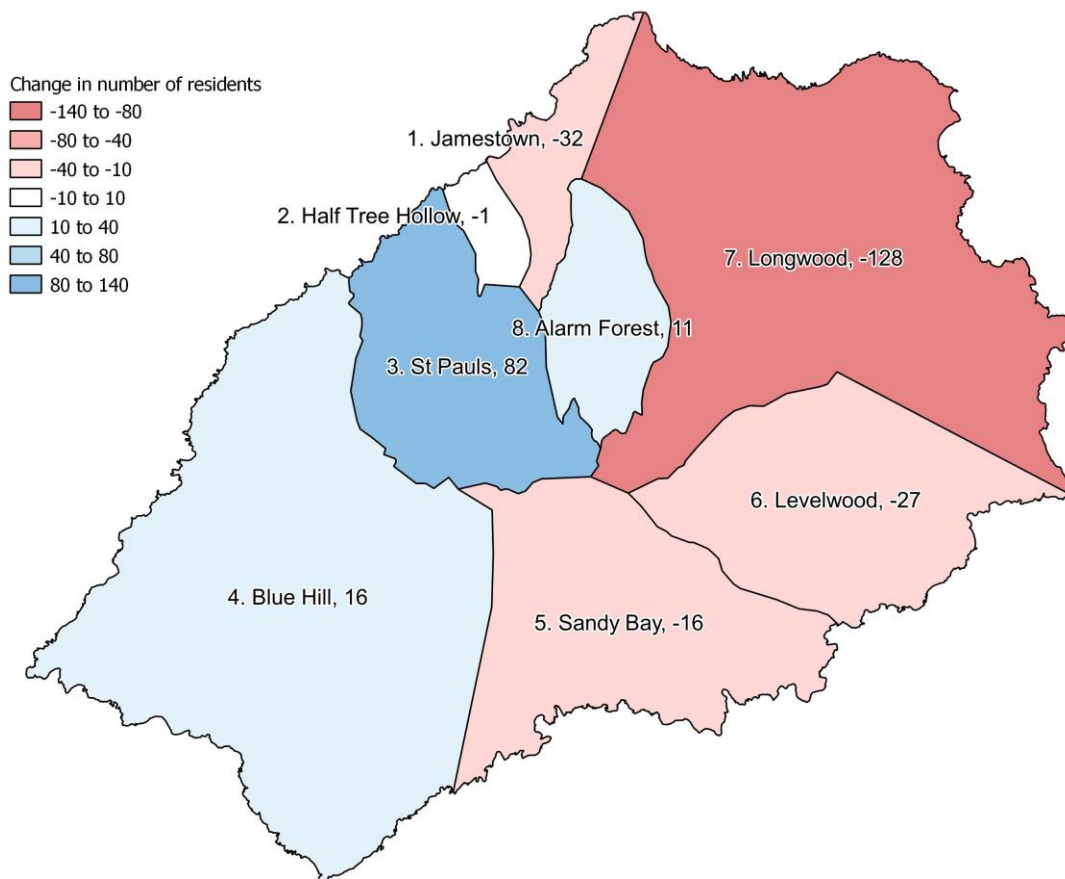 Change in number of residents
-140 to -80
-80 to -40
-40 to -10
-10 to 10
10 to 40
40 to 80
80 to 140
1. Jamestown, -32
2. Half Tree Hollow, -1
7. Longwood, -128
8. Alarm Forest, 11
3. St Pauls, 82
6. Levelwood, -27
4. Blue Hill, 16
5. Sandy Bay, -16